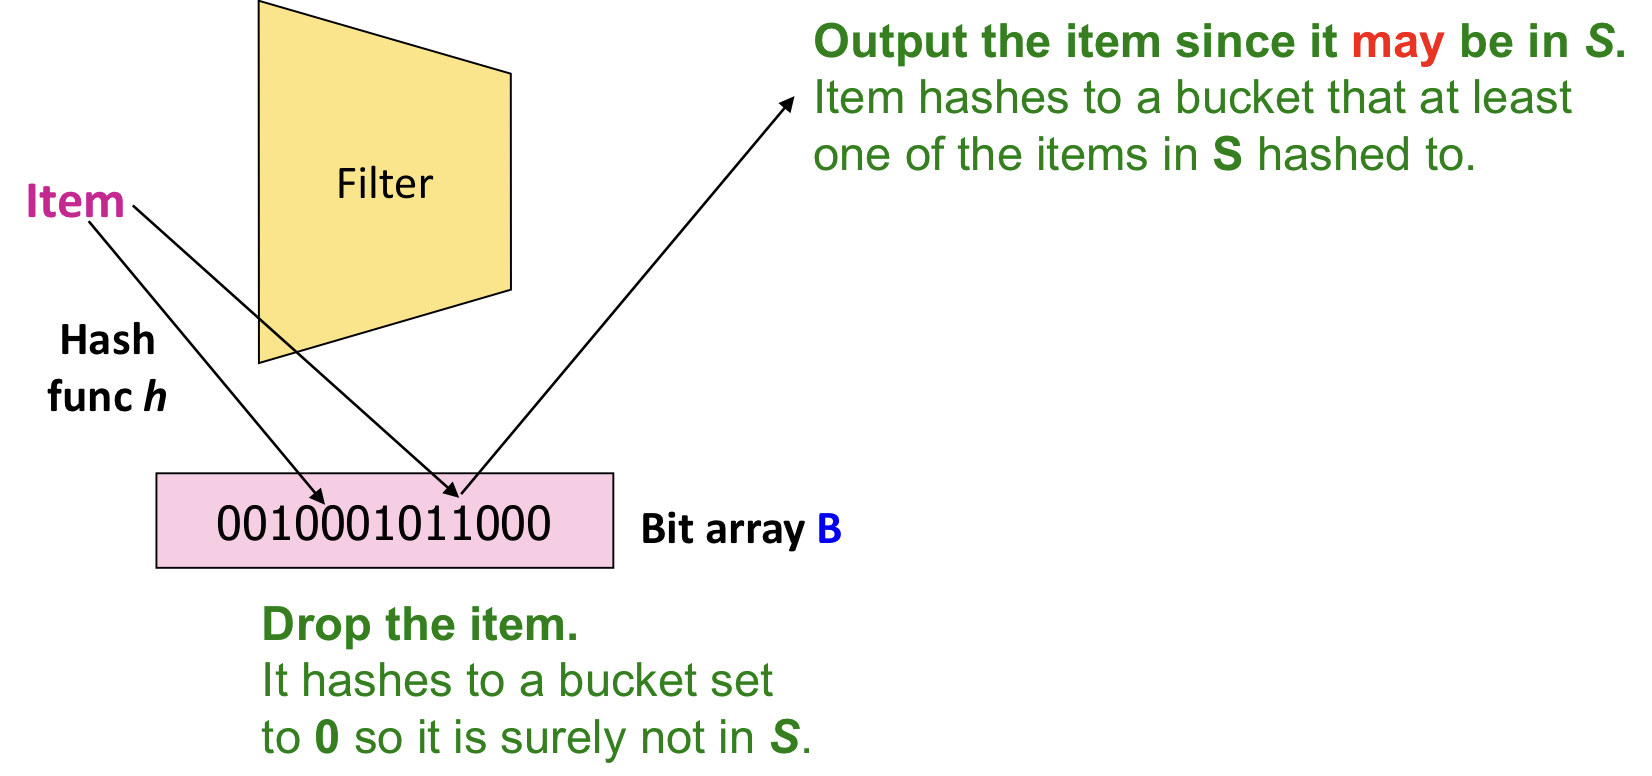 Output the item since it may be in S.
Item hashes to a bucket that at least
one of the items in S hashed to.
Filter
Item
Hash
func h
0010001011000
Bit array B
Drop the item.
It hashes to a bucket set
to 0 so it is surely not in S.